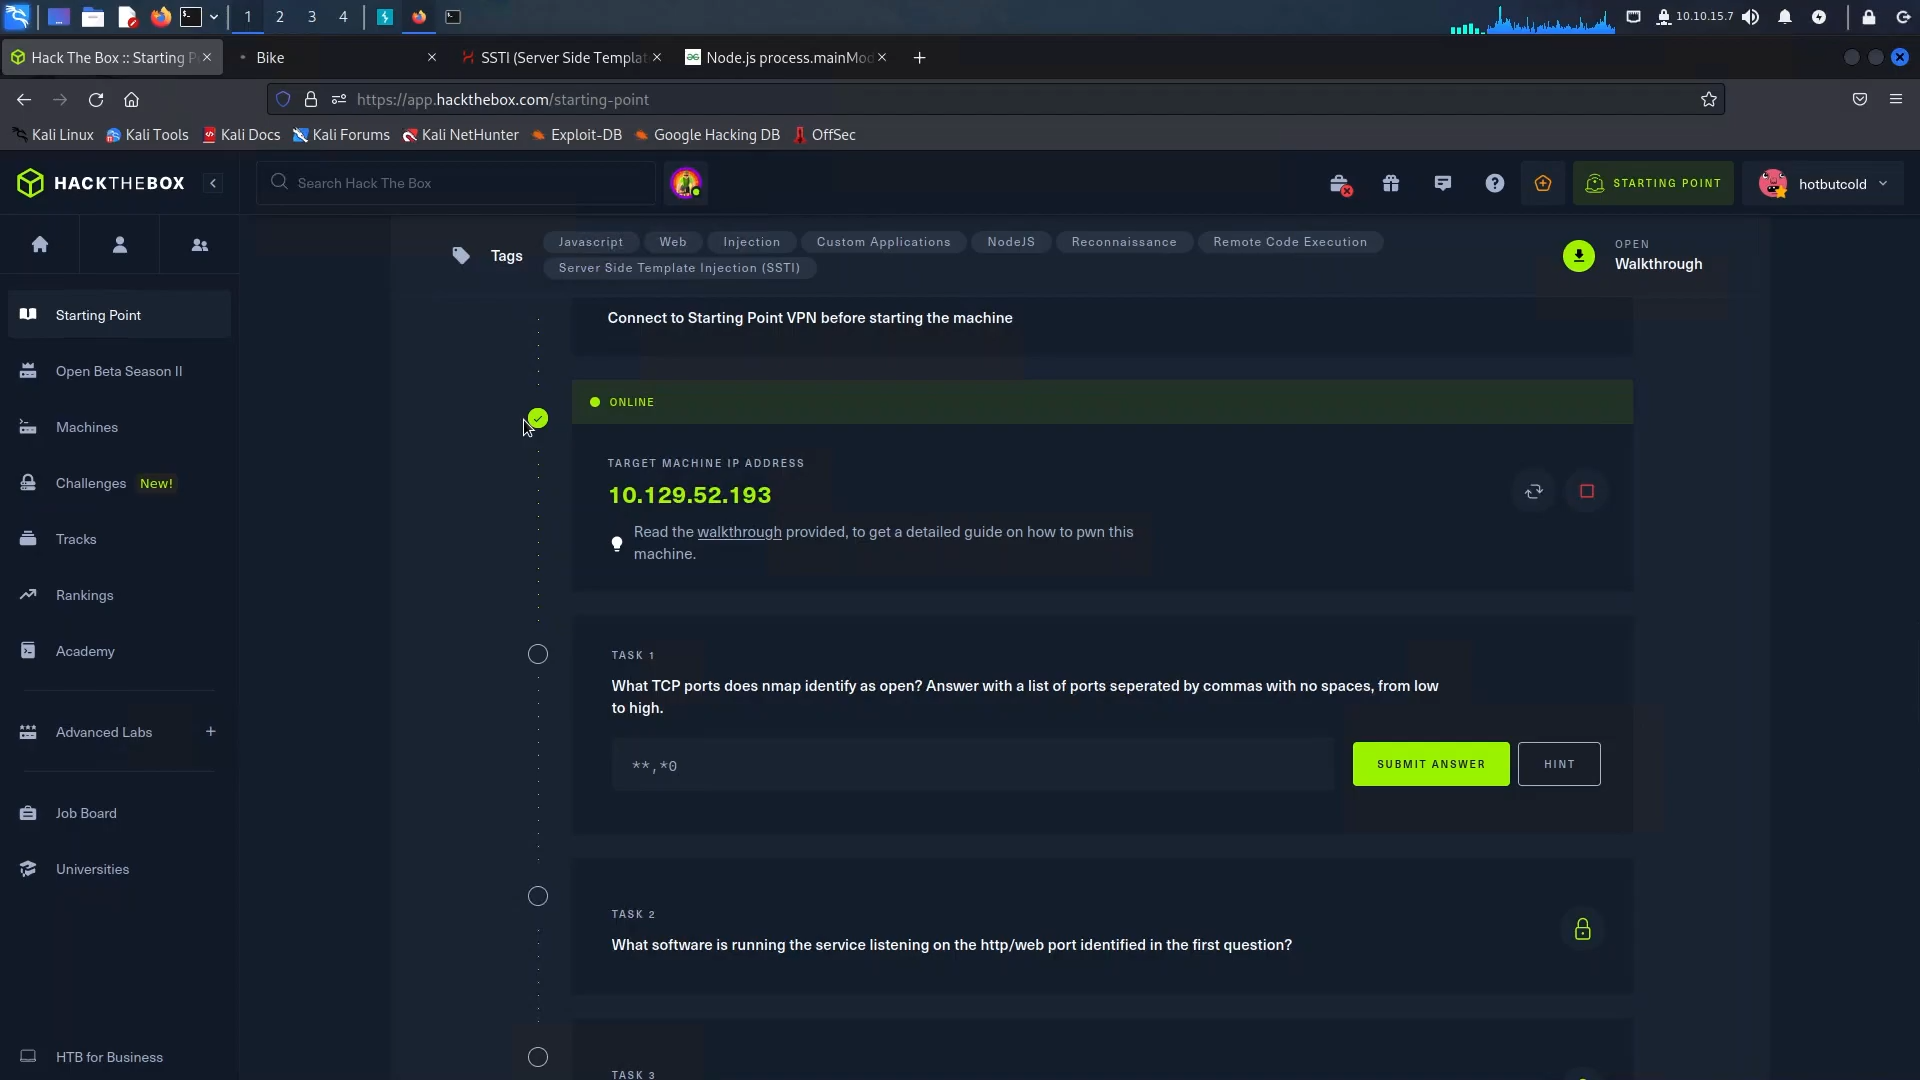 1
2
3
4
10.10.15.7
Hack The Box :: Starting P
Bike
SSTI (Server Side Templat
Node.js process.mainMod
https://app.hackthebox.com/starting-point
Kali Linux
Kali Tools
Kali Docs
Kali Forums
Kali NetHunter
Exploit-DB
Google Hacking DB
OffSec
HACKTHEBOX
Search Hack The Box
STARTING POINT
hotbutcold
Tags
Javascript
Web
Injection
Custom Applications
NodeJS
Reconnaissance
Remote Code Execution
Server Side Template Injection (SSTI)
OPEN
Walkthrough
Starting Point
Open Beta Season II
Machines
Challenges New!
Tracks
Rankings
Academy
Advanced Labs +
Job Board
Universities
HTB for Business
Connect to Starting Point VPN before starting the machine
ONLINE
TARGET MACHINE IP ADDRESS
10.129.52.193
Read the walkthrough provided, to get a detailed guide on how to pwn this
machine.
TASK 1
What TCP ports does nmap identify as open? Answer with a list of ports seperated by commas with no spaces, from low
to high.
**,*0
SUBMIT ANSWER
HINT
TASK 2
What software is running the service listening on the http/web port identified in the first question?
TASK 3